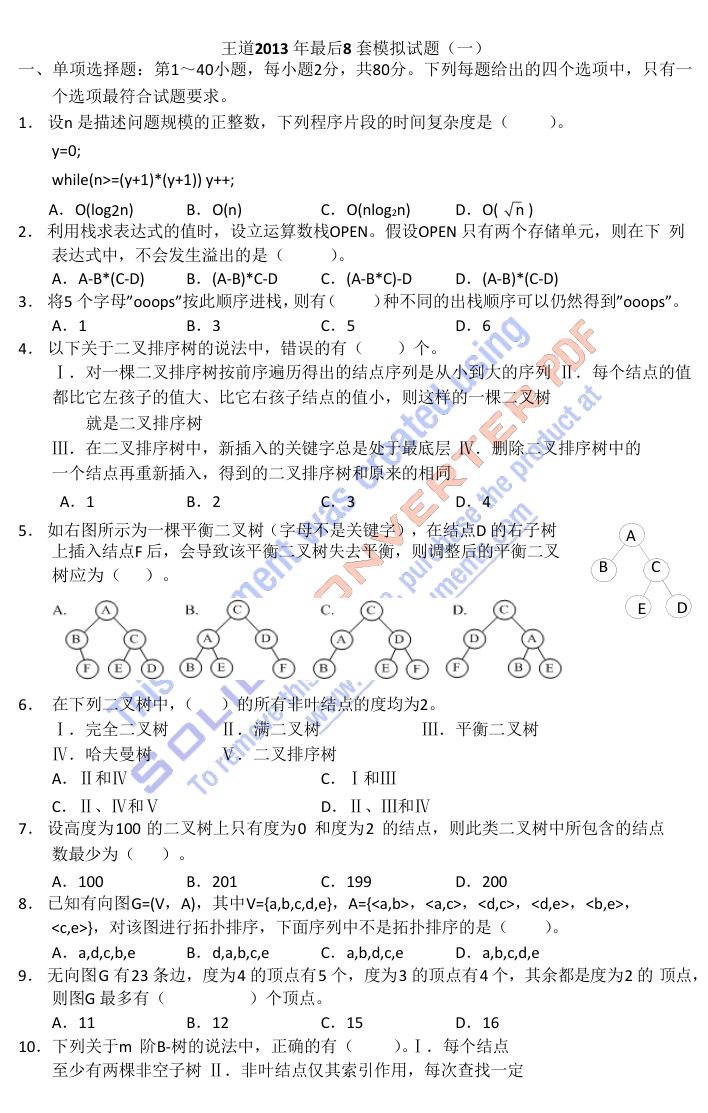 王道2013 年最后8 套模拟试题（一）
一、单项选择题：第1～40小题，每小题2分，共80分。下列每题给出的四个选项中，只有一
个选项最符合试题要求。
1． 设n 是描述问题规模的正整数，下列程序片段的时间复杂度是（ ）。
y=0;
while(n>=(y+1)*(y+1)) y++;
A．O(log2n) B．O(n) C．O(nlog₂n) D．O( √n )
2． 利用栈求表达式的值时，设立运算数栈OPEN。假设OPEN 只有两个存储单元，则在下 列
表达式中，不会发生溢出的是（ ）。
A．A-B*(C-D) B．(A-B)*C-D C．(A-B*C)-D D．(A-B)*(C-D)
3． 将5 个字母”ooops”按此顺序进栈，则有（ ）种不同的出栈顺序可以仍然得到”ooops”。
A．1 B．3 C．5 D．6
4． 以下关于二叉排序树的说法中，错误的有（ ）个。
Ⅰ．对一棵二叉排序树按前序遍历得出的结点序列是从小到大的序列 Ⅱ．每个结点的值
都比它左孩子的值大、比它右孩子结点的值小，则这样的一棵二叉树
就是二叉排序树
Ⅲ．在二叉排序树中，新插入的关键字总是处于最底层 Ⅳ．删除二叉排序树中的
一个结点再重新插入，得到的二叉排序树和原来的相同
A．1 B．2 C．3 D．4
5． 如右图所示为一棵平衡二叉树（字母不是关键字），在结点D 的右子树
上插入结点F 后，会导致该平衡二叉树失去平衡，则调整后的平衡二叉
树应为（ ）。
A
B C
E D
A. A B. C C. C D. C
B C A D A D D A
F E D B E F B E F F B E
6． 在下列二叉树中，（ ）的所有非叶结点的度均为2。
Ⅰ．完全二叉树 Ⅱ．满二叉树 Ⅲ．平衡二叉树
Ⅳ．哈夫曼树 Ⅴ．二叉排序树
A．Ⅱ和Ⅳ C．Ⅰ和Ⅲ
C．Ⅱ、Ⅳ和Ⅴ D．Ⅱ、Ⅲ和Ⅳ
7． 设高度为100 的二叉树上只有度为0 和度为2 的结点，则此类二叉树中所包含的结点
数最少为（ ）。
A．100 B．201 C．199 D．200
8． 已知有向图G=(V，A)，其中V={a,b,c,d,e}，A={<a,b>，<a,c>，<d,c>，<d,e>，<b,e>，
<c,e>}，对该图进行拓扑排序，下面序列中不是拓扑排序的是（ ）。
A．a,d,c,b,e B．d,a,b,c,e C．a,b,d,c,e D．a,b,c,d,e
9． 无向图G 有23 条边，度为4 的顶点有5 个，度为3 的顶点有4 个，其余都是度为2 的 顶点，
则图G 最多有（ ）个顶点。
A．11 B．12 C．15 D．16
10．下列关于m 阶B-树的说法中，正确的有（ ）。Ⅰ．每个结点
至少有两棵非空子树 Ⅱ．非叶结点仅其索引作用，每次查找一定